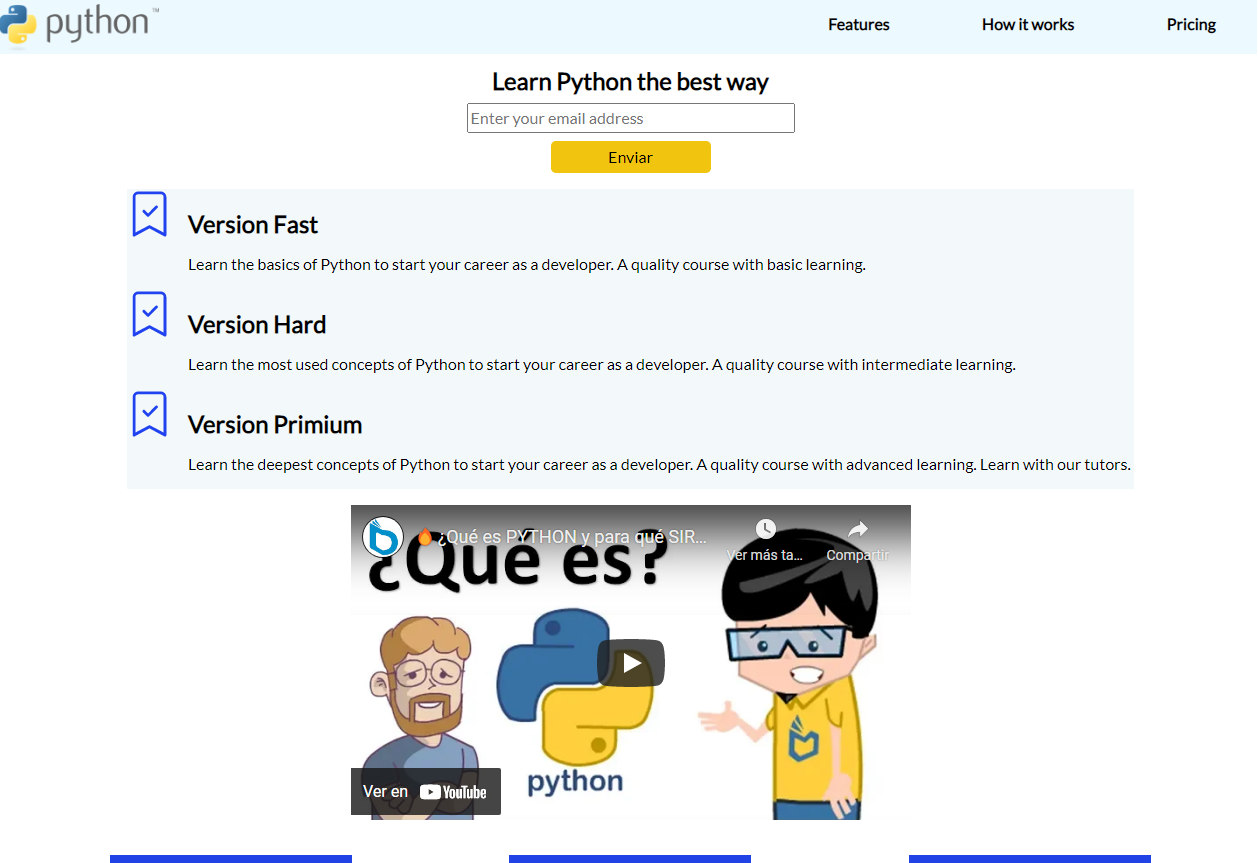 python™
Features
How it works
Pricing
Learn Python the best way
Enter your email address
Enviar
Version Fast
Learn the basics of Python to start your career as a developer. A quality course with basic learning.
Version Hard
Learn the most used concepts of Python to start your career as a developer. A quality course with intermediate learning.
Version Primium
Learn the deepest concepts of Python to start your career as a developer. A quality course with advanced learning. Learn with our tutors.
¿Qué es PYTHON y para qué SIR...
Ver más ta...
Compartir
¿Qué es?
python
Ver en YouTube